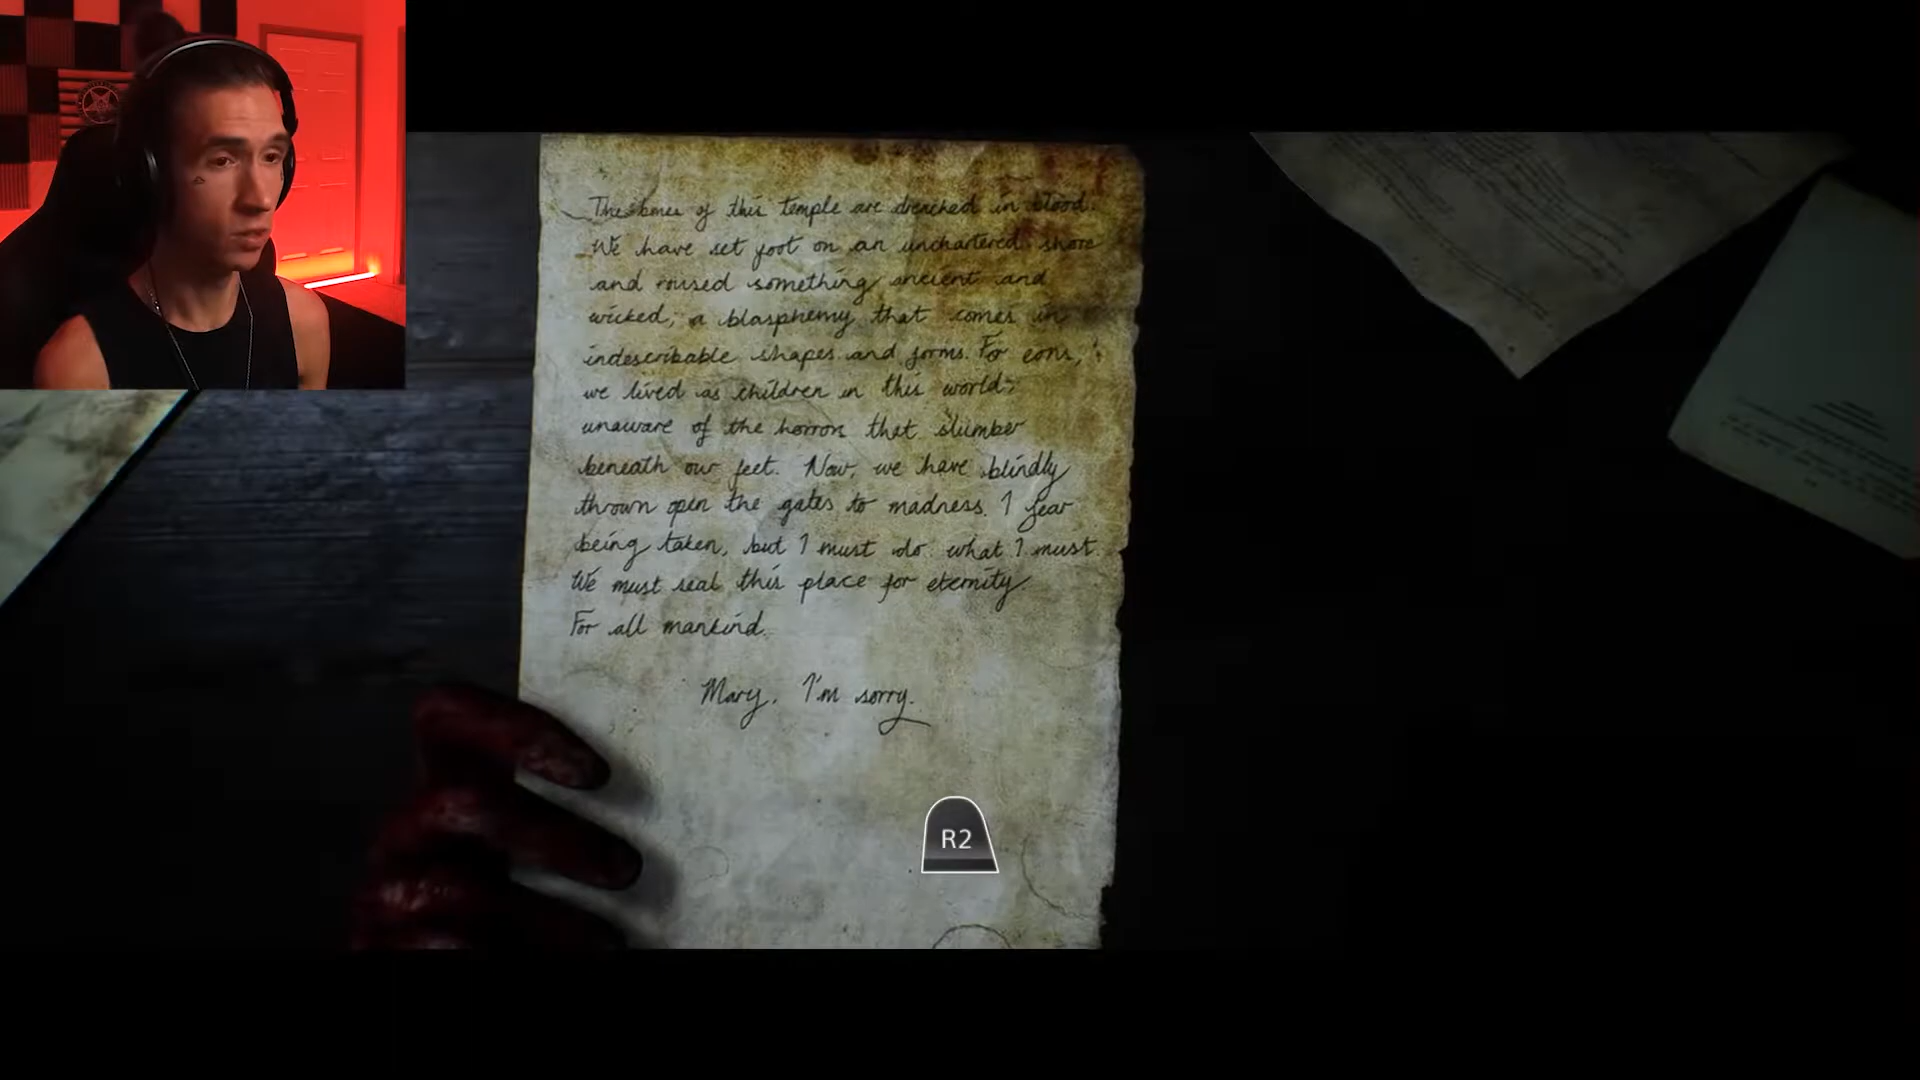 The bones of this temple are drenched in blood.
We have set foot on an unchartered shore
and roused something ancient and
wicked, a blasphemy that comes in
indescribable shapes and forms. For eons,
we lived as children in this world,
unaware of the horrors that slumber
beneath our feet. Now, we have blindly
thrown open the gates to madness. I fear
being taken, but I must do what I must.
We must seal this place for eternity.
For all mankind.
Mary, I'm sorry.
R2